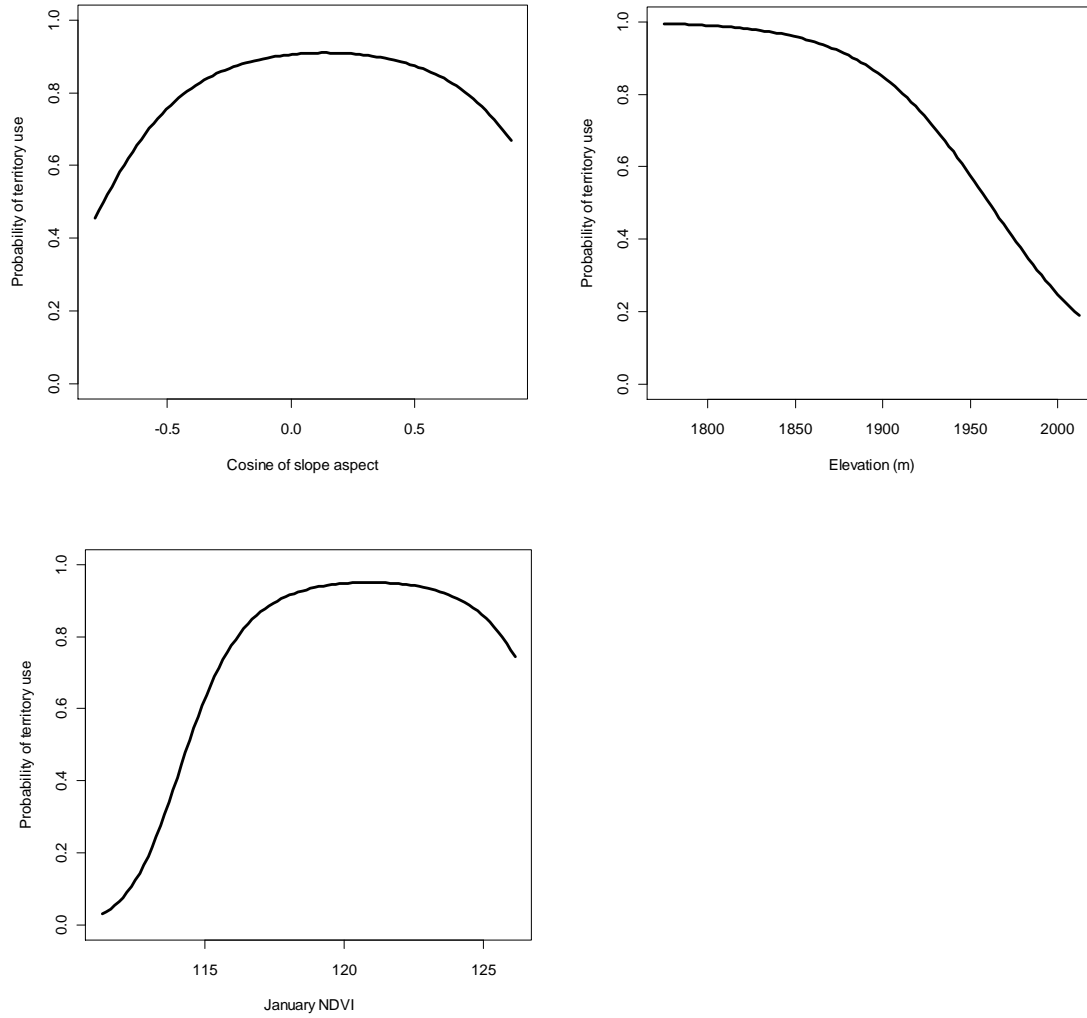 Probability of territory use
1.0
0.8
0.6
0.4
0.2
0.0
-0.5 0.0 0.5
Cosine of slope aspect
Probability of territory use
1.0
0.8
0.6
0.4
0.2
0.0
1800 1850 1900 1950 2000
Elevation (m)
Probability of territory use
1.0
0.8
0.6
0.4
0.2
0.0
115 120 125
January NDVI